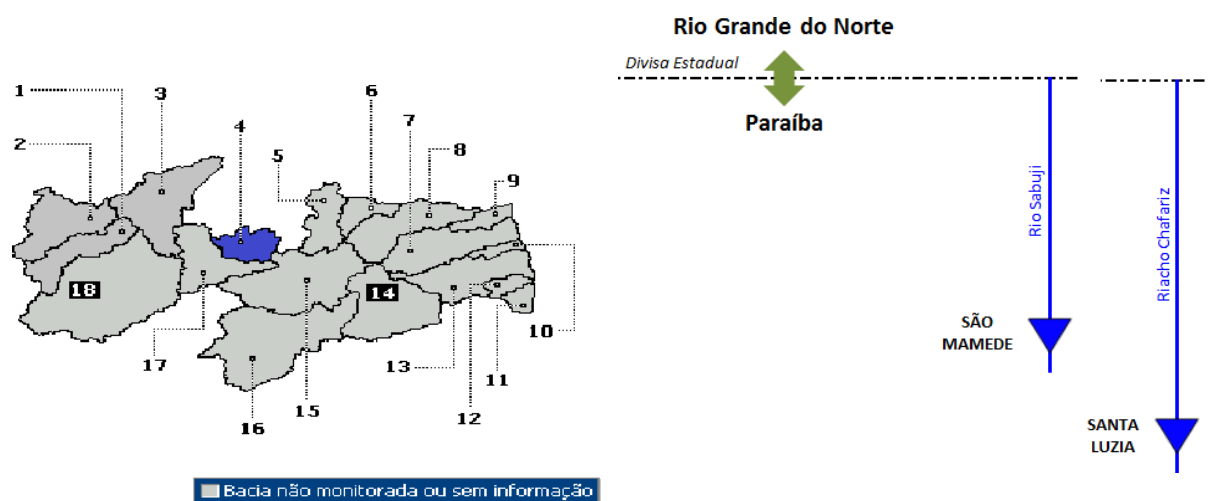 1
2
3
4
5
6
7
8
9
10
11
12
13
14
15
16
17
18
Bacia não monitorada ou sem informação
Rio Grande do Norte
Divisa Estadual
Paraíba
Rio Sabuji
Riacho Chafariz
SÃO
MAMEDE
SANTA
LUZIA